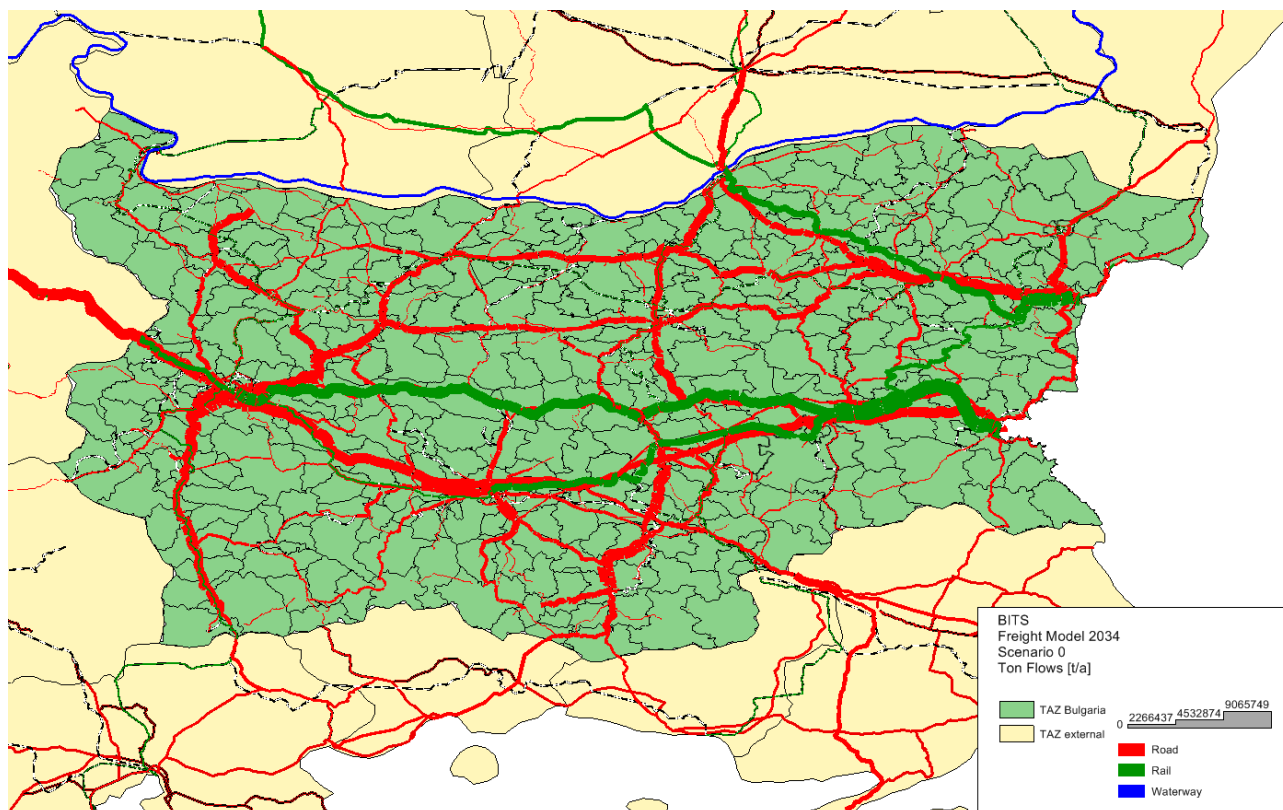 BITS
Freight Model 2034
Scenario 0
Ton Flows [t/a]
TAZ Bulgaria
TAZ external
0 2266437 4532874 9065749
Road
Rail
Waterway